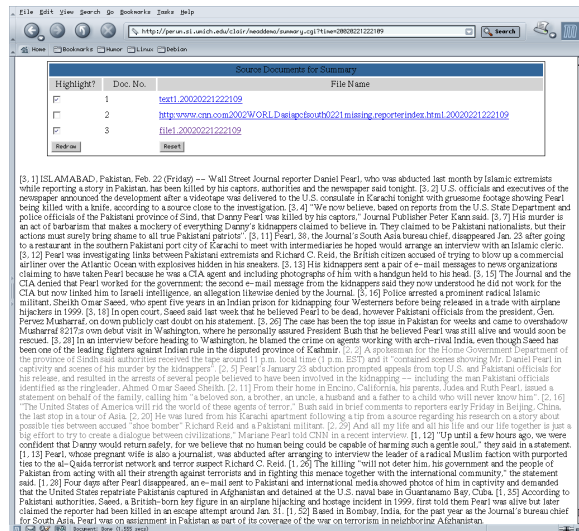 File Edit View Search Go Bookmarks Tasks Help
http://perun.si.umich.edu/clair/meaddemo/summary.cgi?time=20020221222109 Search
Home Bookmarks Humor Linux Debian
Source Documents for Summary
Highlight? Doc. No. File Name
1 text1.20020221222109
2 http:www.cnn.com2002WORLDasiapcfsouth0221missing.reporterindex.html.20020221222109
3 file1.20020221222109
Redraw Reset
[3, 1] ISLAMABAD, Pakistan, Feb. 22 (Friday) -- Wall Street Journal reporter Daniel Pearl, who was abducted last month by Islamic extremists
while reporting a story in Pakistan, has been killed by his captors, authorities and the newspaper said tonight. [3, 2] U.S. officials and executives of the
newspaper announced the development after a videotape was delivered to the U.S. consulate in Karachi tonight with gruesome footage showing Pearl
being killed with a knife, according to a source close to the investigation. [3, 4] "We now believe, based on reports from the U.S. State Department and
police officials of the Pakistani province of Sind, that Danny Pearl was killed by his captors," Journal Publisher Peter Kann said. [3, 7] His murder is
an act of barbarism that makes a mockery of everything Danny's kidnappers claimed to believe in. They claimed to be Pakistani nationalists, but their
actions must surely bring shame to all true Pakistani patriots". [3, 11] Pearl, 38, the Journal's South Asia bureau chief, disappeared Jan. 23 after going
to a restaurant in the southern Pakistani port city of Karachi to meet with intermediaries he hoped would arrange an interview with an Islamic cleric.
[3, 12] Pearl was investigating links between Pakistani extremists and Richard C. Reid, the British citizen accused of trying to blow up a commercial
airliner over the Atlantic Ocean with explosives hidden in his sneakers. [3, 13] His kidnappers sent a pair of e-mail messages to news organizations
claiming to have taken Pearl because he was a CIA agent and including photographs of him with a handgun held to his head. [3, 15] The Journal and the
CIA denied that Pearl worked for the government; the second e-mail message from the kidnappers said they now understood he did not work for the
CIA but now linked him to Israeli intelligence, an allegation likewise denied by the Journal. [3, 16] Police arrested a prominent radical Islamic
militant, Sheikh Omar Saeed, who spent five years in an Indian prison for kidnapping four Westerners before being released in a trade with airplane
hijackers in 1999. [3, 18] In open court, Saeed said last week that he believed Pearl to be dead, however Pakistani officials from the president, Gen.
Pervez Musharraf, on down publicly cast doubt on his statement. [3, 26] The case has been the top issue in Pakistan for weeks and came to overshadow
Musharraf 8217's own debut visit in Washington, where he personally assured President Bush that he believed Pearl was still alive and would soon be
rescued. [3, 28] In an interview before heading to Washington, he blamed the crime on agents working with arch-rival India, even though Saeed has
been one of the leading fighters against Indian rule in the disputed province of Kashmir. [2, 2] A spokesman for the Home Government Department of
the province of Sindh said authorities received the tape around 11 p.m. local time (1 p.m. EST) and it "contained scenes showing Mr. Daniel Pearl in
captivity and scenes of his murder by the kidnappers". [2, 5] Pearl's January 23 abduction prompted appeals from top U.S. and Pakistani officials for
his release, and resulted in the arrests of several people believed to have been involved in the kidnapping -- including the man Pakistani officials
identified as the ringleader, Ahmed Omar Saeed Sheikh. [2, 11] From their home in Encino, California, his parents, Judea and Ruth Pearl, issued a
statement on behalf of the family, calling him "a beloved son, a brother, an uncle, a husband and a father to a child who will never know him". [2, 16]
"The United States of America will rid the world of these agents of terror," Bush said in brief comments to reporters early Friday in Beijing, China,
the last stop in a tour of Asia. [2, 20] He was lured from his Karachi apartment following a tip from a source regarding his research on a story about
possible ties between accused "shoe bomber" Richard Reid and a Pakistani militant. [2, 29] And all my life and all his life and our life together is just a
big effort to try to create a dialogue between civilizations," Mariane Pearl told CNN in a recent interview. [1, 12] "Up until a few hours ago, we were
confident that Danny would return safely, for we believe that no human being could be capable of harming such a gentle soul," they said in a statement.
[1, 13] Pearl, whose pregnant wife is also a journalist, was abducted after arranging to interview the leader of a radical Muslim faction with purported
ties to the al-Qaida terrorist network and terror suspect Richard C. Reid. [1, 26] The killing "will not deter him, his government and the people of
Pakistan from acting with all their strength against terrorists and in fighting this menace together with the international community," the statement
said. [1, 28] Four days after Pearl disappeared, an e-mail sent to Pakistani and international media showed photos of him in captivity and demanded
that the United States repatriate Pakistanis captured in Afghanistan and detained at the U.S. naval base in Guantanamo Bay, Cuba. [1, 35] According to
Pakistani authorities, Saeed, a British-born key figure in an airplane hijacking and hostage incident in 1999, first told them Pearl was alive but later
claimed the reporter had been killed in an escape attempt around Jan. 31. [1, 52] Based in Bombay, India, for the past year as the Journal's bureau chief
for South Asia, Pearl was on assignment in Pakistan as part of its coverage of the war on terrorism in neighboring Afghanistan.
Document: Done (1.555 secs)